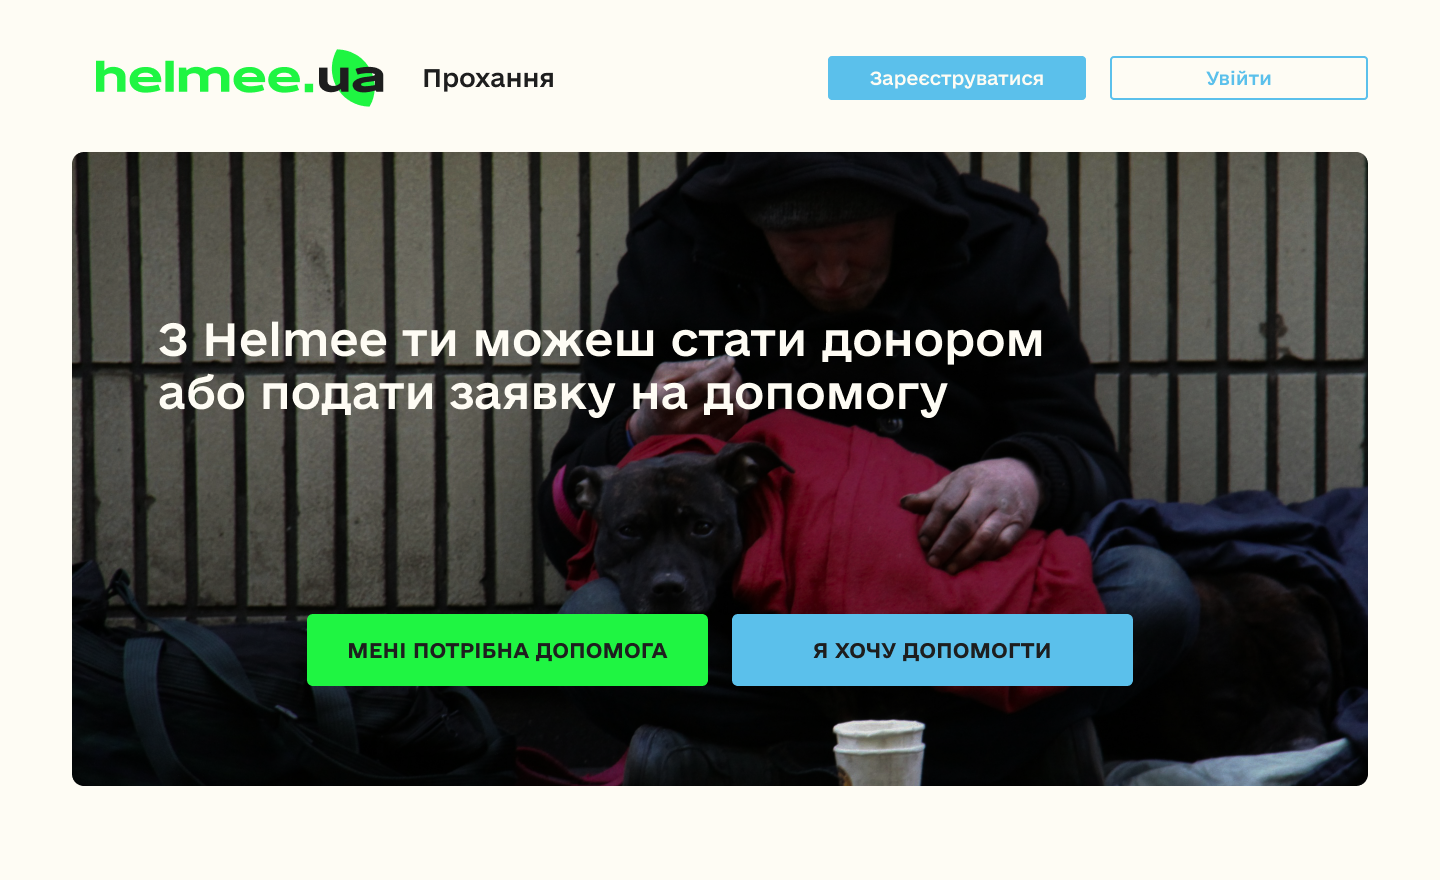 helmee.ua
Прохання
Зареєструватися
Увійти
З Helmee ти можеш стати донором
або подати заявку на допомогу
МЕНІ ПОТРІБНА ДОПОМОГА
Я ХОЧУ ДОПОМОГТИ